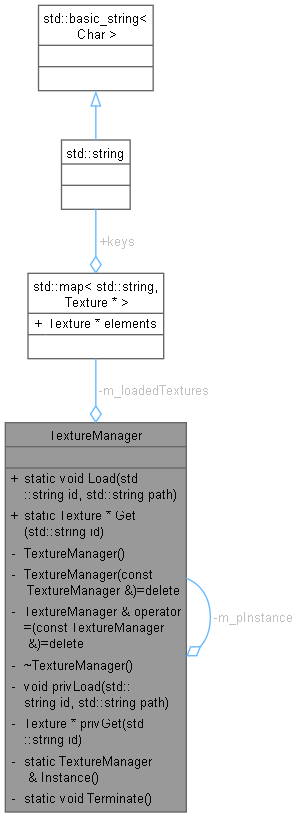 std::basic_string<
Char >
std::string
+keys
std::map< std::string,
Texture * >
+ Texture * elements
-m_loadedTextures
TextureManager
+ static void Load(std
::string id, std::string path)
+ static Texture * Get
(std::string id)
- TextureManager()
- TextureManager(const
TextureManager &)=delete
- TextureManager & operator
=(const TextureManager
&)=delete
- ~TextureManager()
- void privLoad(std::
string id, std::string path)
- Texture * privGet(std
::string id)
- static TextureManager
& Instance()
- static void Terminate()
-m_pInstance